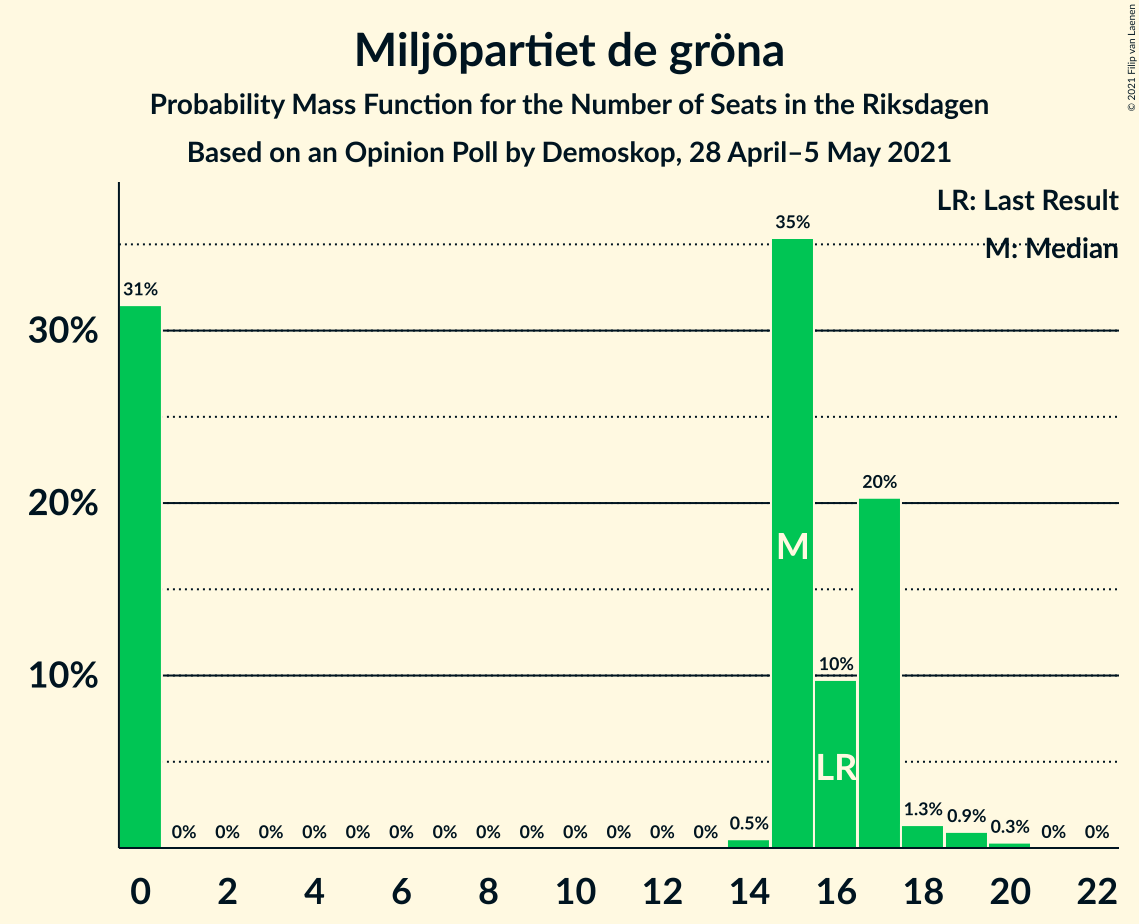 Miljöpartiet de gröna
Probability Mass Function for the Number of Seats in the Riksdagen
Based on an Opinion Poll by Demoskop, 28 April–5 May 2021
© 2021 Filip van Laenen
LR: Last Result
M: Median
35%
31%
30%
20%
20%
M
10%
10%
LR
0% 0% 0% 0% 0% 0% 0% 0% 0% 0% 0% 0% 0% 0.5% 1.3% 0.9% 0.3% 0% 0%
0 2 4 6 8 10 12 14 16 18 20 22